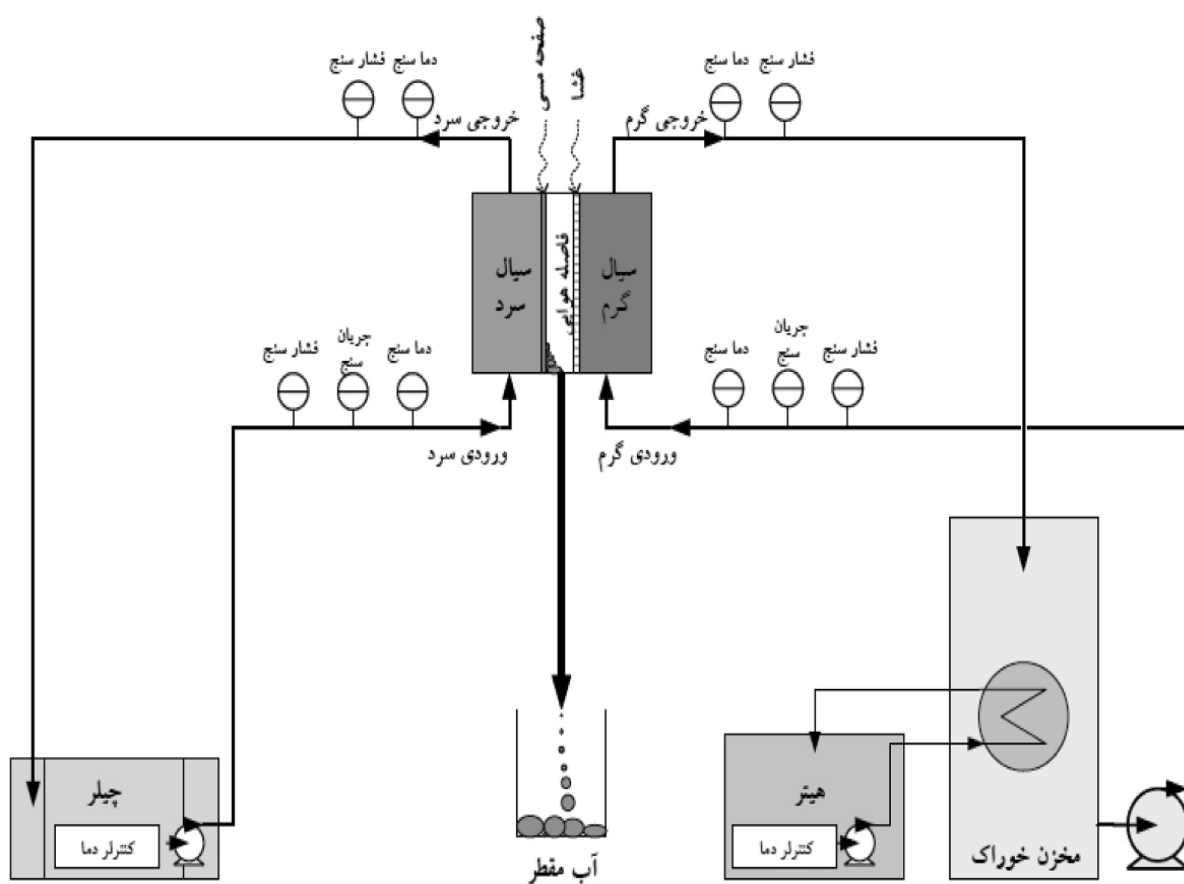 صفحه مسی
غشا
فشار سنج
دما سنج
دما سنج
فشار سنج
خروجی سرد
خروجی گرم
سیال
سرد
فاصله هوایی
سیال
گرم
فشار سنج
جریان
سنج
دما سنج
دما سنج
جریان
سنج
فشار سنج
ورودی سرد
ورودی گرم
چیلر
کنترلر دما
آب مقطر
هیتر
کنترلر دما
مخزن خوراک